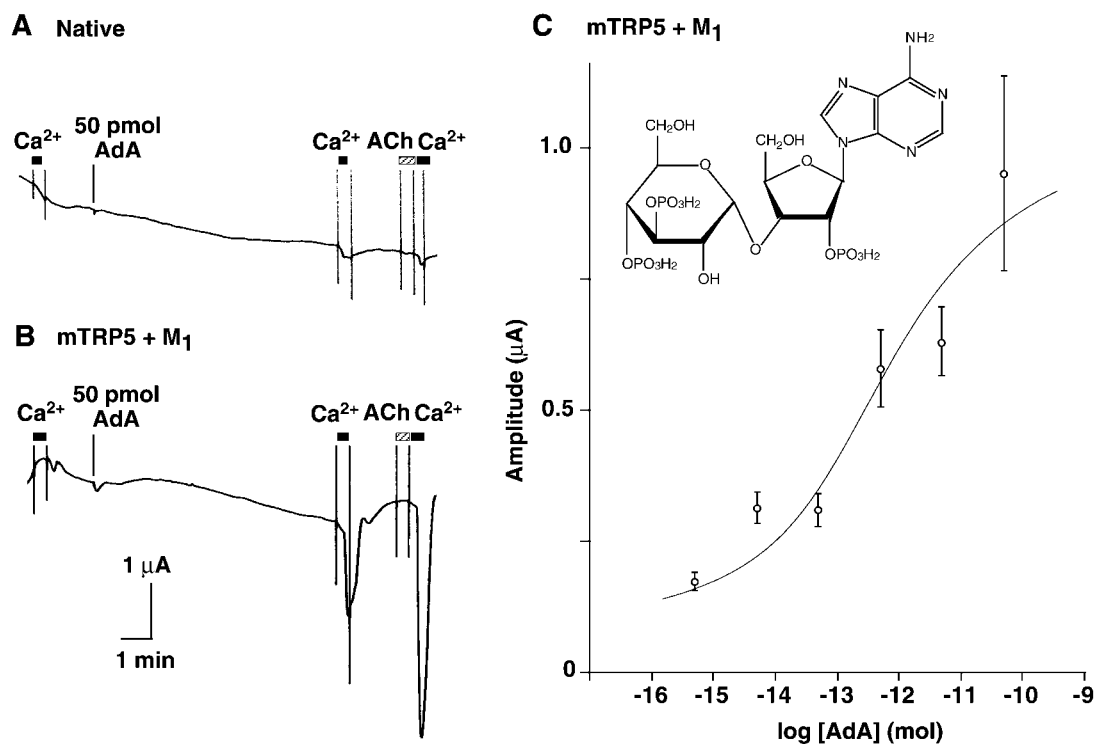 A Native
50 pmol
Ca²⁺ AdA Ca²⁺ ACh Ca²⁺
B mTRP5 + M₁
50 pmol
Ca²⁺ AdA Ca²⁺ ACh Ca²⁺
1 µA
1 min
C mTRP5 + M₁
NH₂
N N
N N
CH₂OH CH₂OH
O O
OPO₃H₂
OPO₃H₂ O OPO₃H₂
OH
Amplitude (µA)
1.0
0.5
0
-16 -15 -14 -13 -12 -11 -10 -9
log [AdA] (mol)